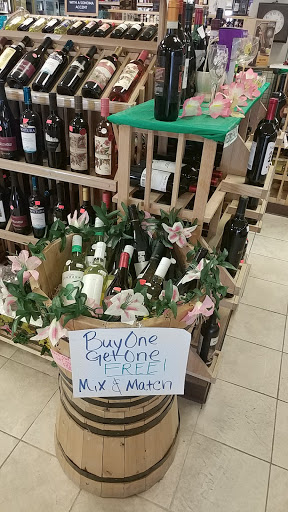 Buy One
Get One
FREE!
Mix & Match